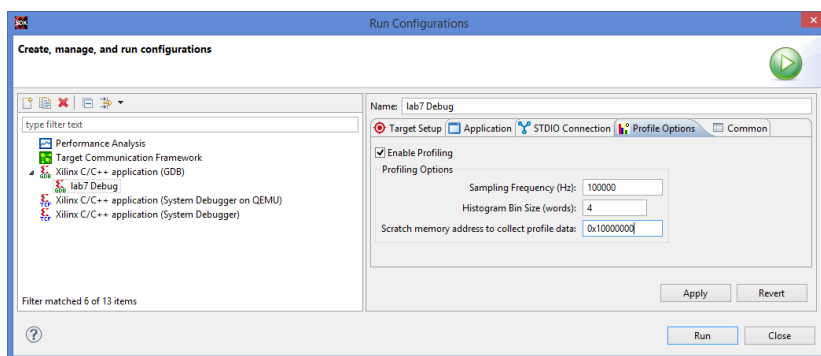 SDK
Run Configurations
Create, manage, and run configurations
type filter text
Performance Analysis
Target Communication Framework
Xilinx C/C++ application (GDB)
lab7 Debug
Xilinx C/C++ application (System Debugger on QEMU)
Xilinx C/C++ application (System Debugger)
Filter matched 6 of 13 items
Name: lab7 Debug
Target Setup Application STDIO Connection Profile Options Common
Enable Profiling
Profiling Options
Sampling Frequency (Hz): 100000
Histogram Bin Size (words): 4
Scratch memory address to collect profile data: 0x10000000
Apply Revert
? Run Close